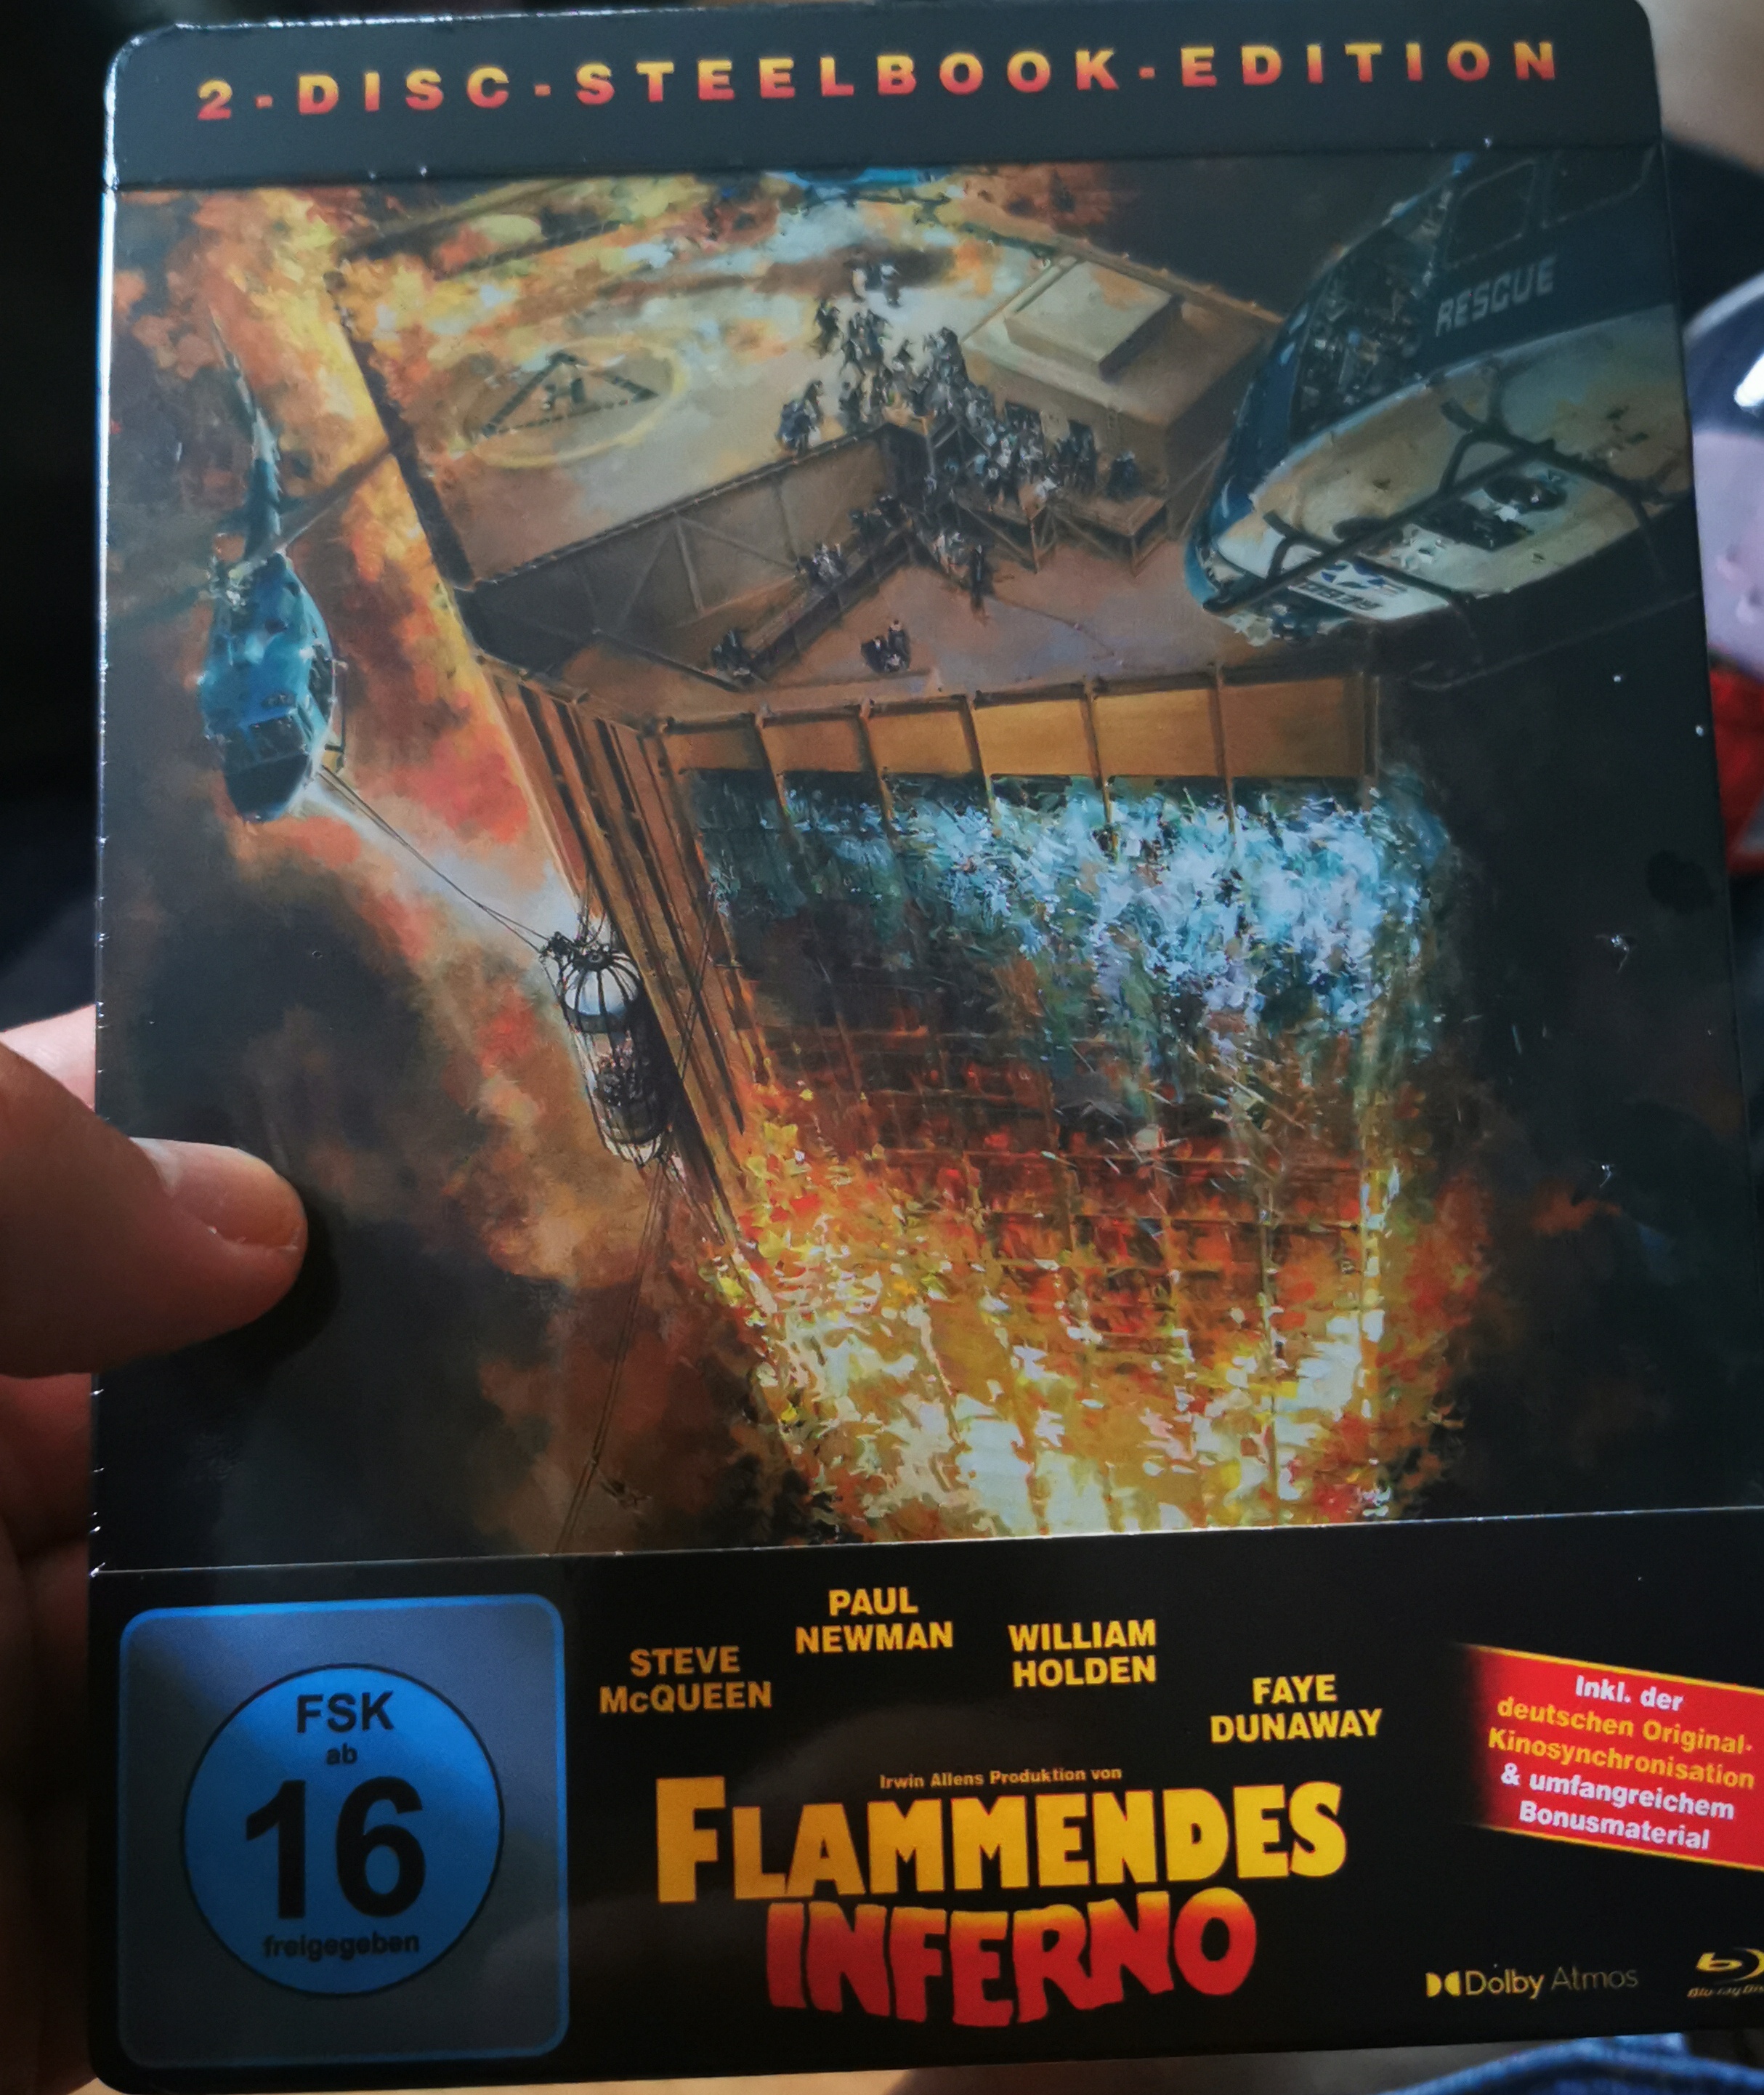 2-DISC-STEELBOOK-EDITION
RESCUE
STEVE
McQUEEN
PAUL
NEWMAN
WILLIAM
HOLDEN
FAYE
DUNAWAY
Irwin Allens Produktion von
FLAMMENDES
INFERNO
FSK
ab
16
freigegeben
Inkl. der
deutschen Original-
Kinosynchronisation
& umfangreichem
Bonusmaterial
Dolby Atmos